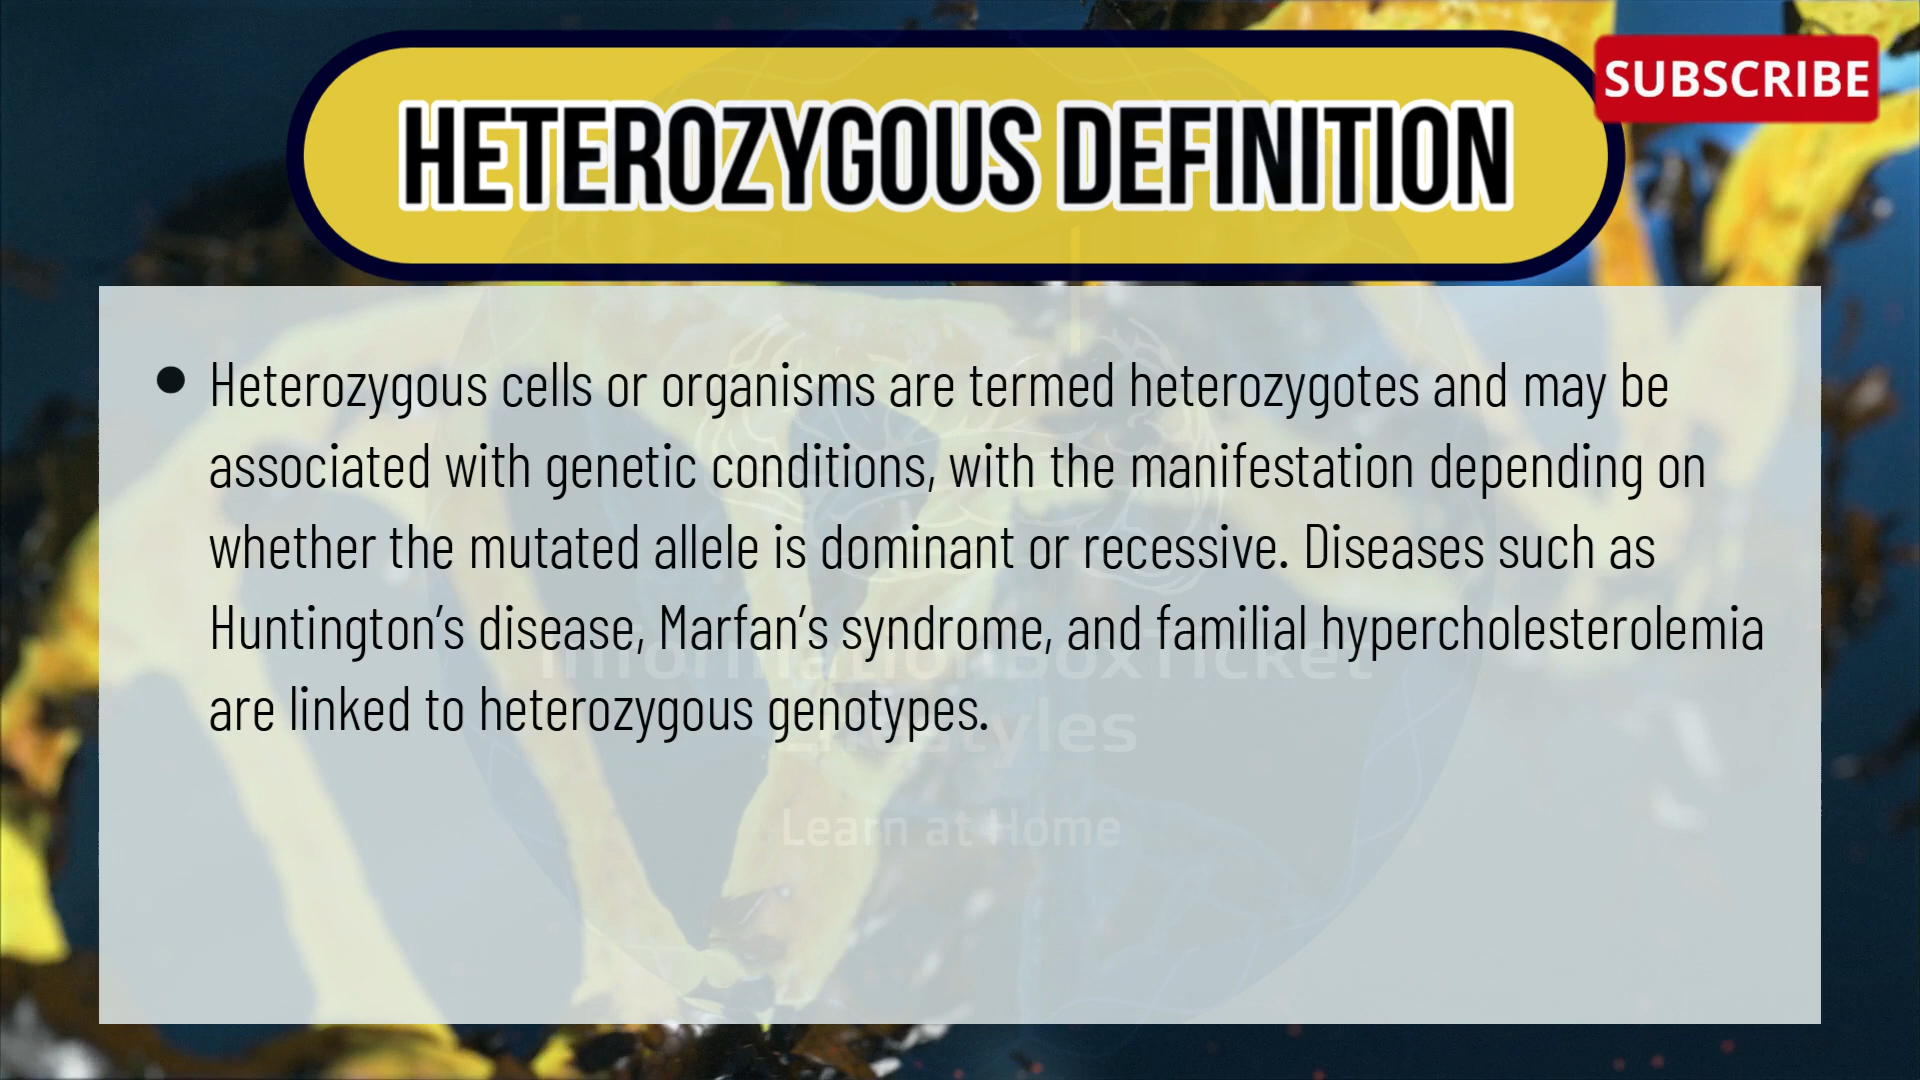 SUBSCRIBE
HETEROZYGOUS DEFINITION
● Heterozygous cells or organisms are termed heterozygotes and may be
associated with genetic conditions, with the manifestation depending on
whether the mutated allele is dominant or recessive. Diseases such as
Huntington’s disease, Marfan’s syndrome, and familial hypercholesterolemia
are linked to heterozygous genotypes.
InformationBoxTicket
Lifestyles
Learn at Home